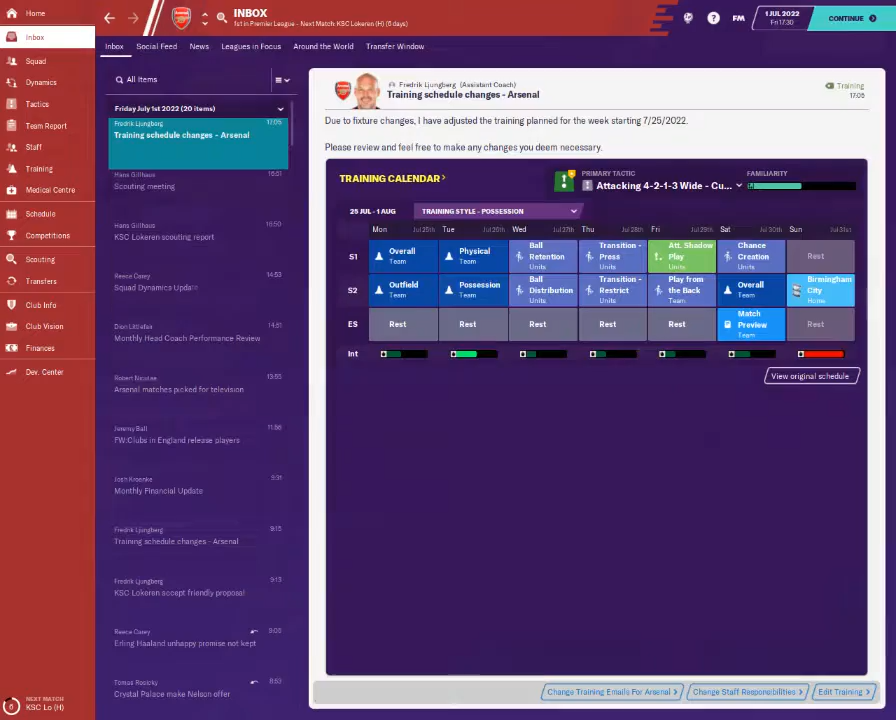 Home
Inbox
Squad
Dynamics
Tactics
Team Report
Staff
Training
Medical Centre
Schedule
Competitions
Scouting
Transfers
Club Info
Club Vision
Finances
Dev. Center
NEXT MATCH
6 KSC Lo (H)
INBOX
1st in Premier League - Next Match: KSC Lokeren (H) (6 days)
FM
1 JUL 2022
Fri 17:30
CONTINUE
Inbox Social Feed News Leagues in Focus Around the World Transfer Window
All Items
Friday July 1st 2022 (20 items)
Fredrik Ljungberg 17:05
Training schedule changes - Arsenal
Hans Gillhaus 16:51
Scouting meeting
Hans Gillhaus 16:50
KSC Lokeren scouting report
Reece Carey 14:53
Squad Dynamics Update
14:51
Monthly Head Coach Performance Review
Arsenal matches picked for television
Jeremy Ball
FW:Clubs in England release players
Josh Kroenke 9:31
Monthly Financial Update
Fredrik Ljungberg 9:15
Training schedule changes - Arsenal
Fredrik Ljungberg 9:13
KSC Lokeren accept friendly proposal
Reece Carey 9:00
Erling Haaland unhappy promise not kept
Tomas Rosicky
Crystal Palace make Nelson offer
Fredrik Ljungberg (Assistant Coach)
Training schedule changes - Arsenal
Training
17:05
Due to fixture changes, I have adjusted the training planned for the week starting 7/25/2022.
Please review and feel free to make any changes you deem necessary.
TRAINING CALENDAR
PRIMARY TACTIC
Attacking 4-2-1-3 Wide - Cu...
FAMILIARITY
25 JUL - 1 AUG TRAINING STYLE - POSSESSION
Mon Jul 25th Tue Jul 26th Wed Jul 27th Thu Jul 28th Fri Jul 29th Sat Jul 30th Sun Jul 31st
S1
Overall Team
Physical Team
Ball Retention Units
Transition - Press Units
Att. Shadow Play Units
Chance Creation Units
Rest
S2
Outfield Team
Possession Team
Ball Distribution Units
Transition - Restrict Units
Play from the Back Team
Overall Team
Birmingham City Home
ES
Rest
Rest
Rest
Rest
Rest
Match Preview Team
Rest
Int
View original schedule
Change Training Emails For Arsenal > Change Staff Responsibilities > Edit Training >